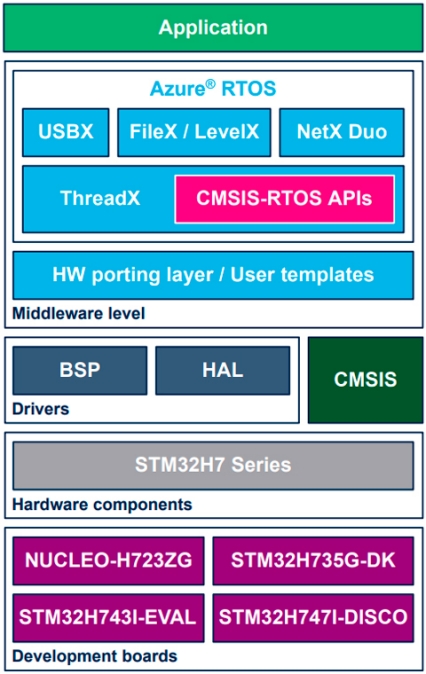 Application
Azure® RTOS
USBX
FileX / LevelX
NetX Duo
ThreadX
CMSIS-RTOS APIs
HW porting layer / User templates
Middleware level
BSP
HAL
CMSIS
Drivers
STM32H7 Series
Hardware components
NUCLEO-H723ZG
STM32H735G-DK
STM32H743I-EVAL
STM32H747I-DISCO
Development boards